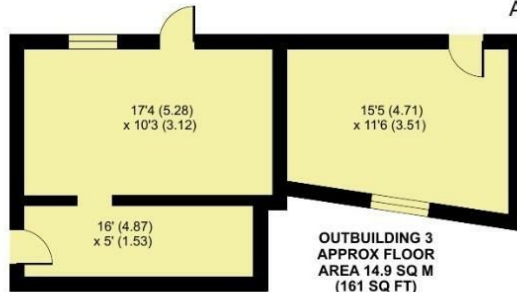 A
17'4 (5.28)
x 10'3 (3.12)
15'5 (4.71)
x 11'6 (3.51)
16' (4.87)
x 5' (1.53)
OUTBUILDING 3
APPROX FLOOR
AREA 14.9 SQ M
(161 SQ FT)